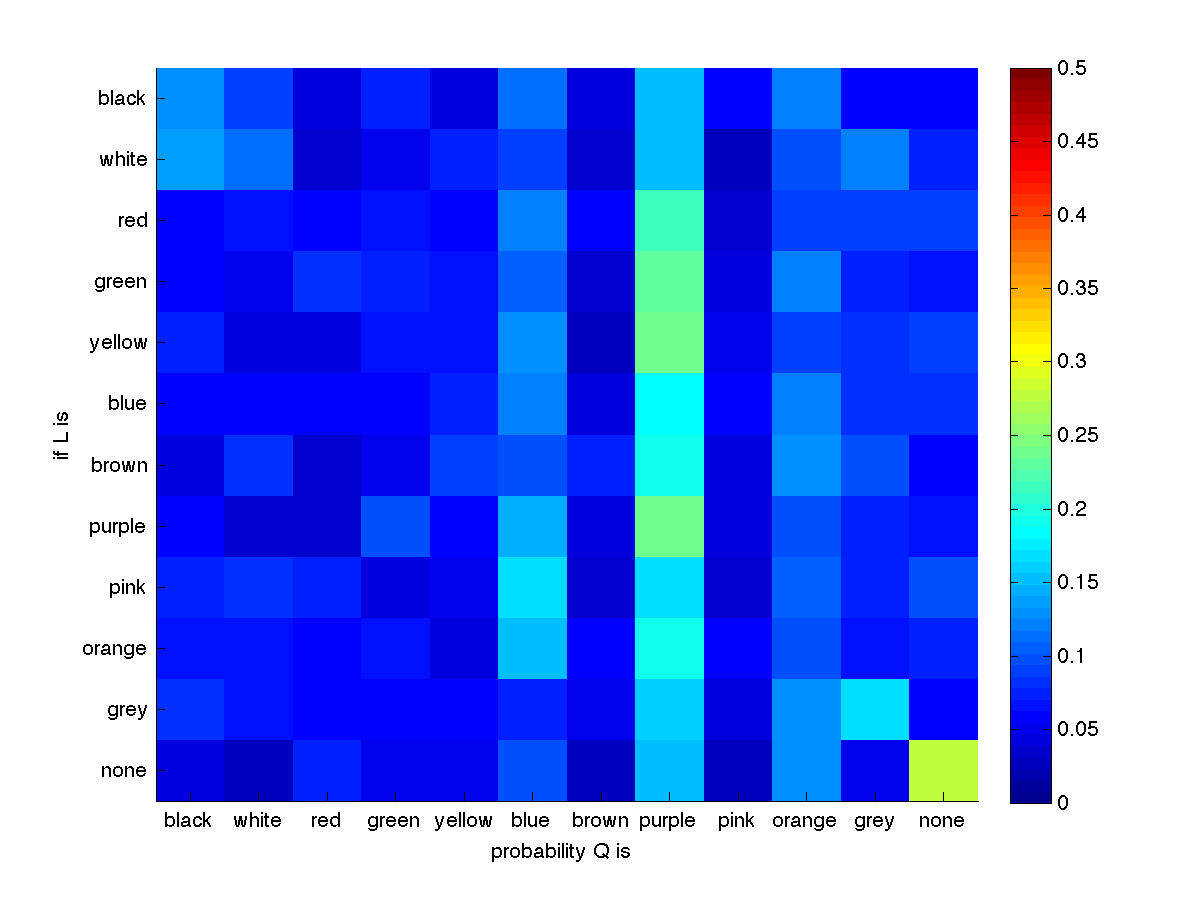 if L is
black
white
red
green
yellow
blue
brown
purple
pink
orange
grey
none
black white red green yellow blue brown purple pink orange grey none
probability Q is
0.5
0.45
0.4
0.35
0.3
0.25
0.2
0.15
0.1
0.05
0